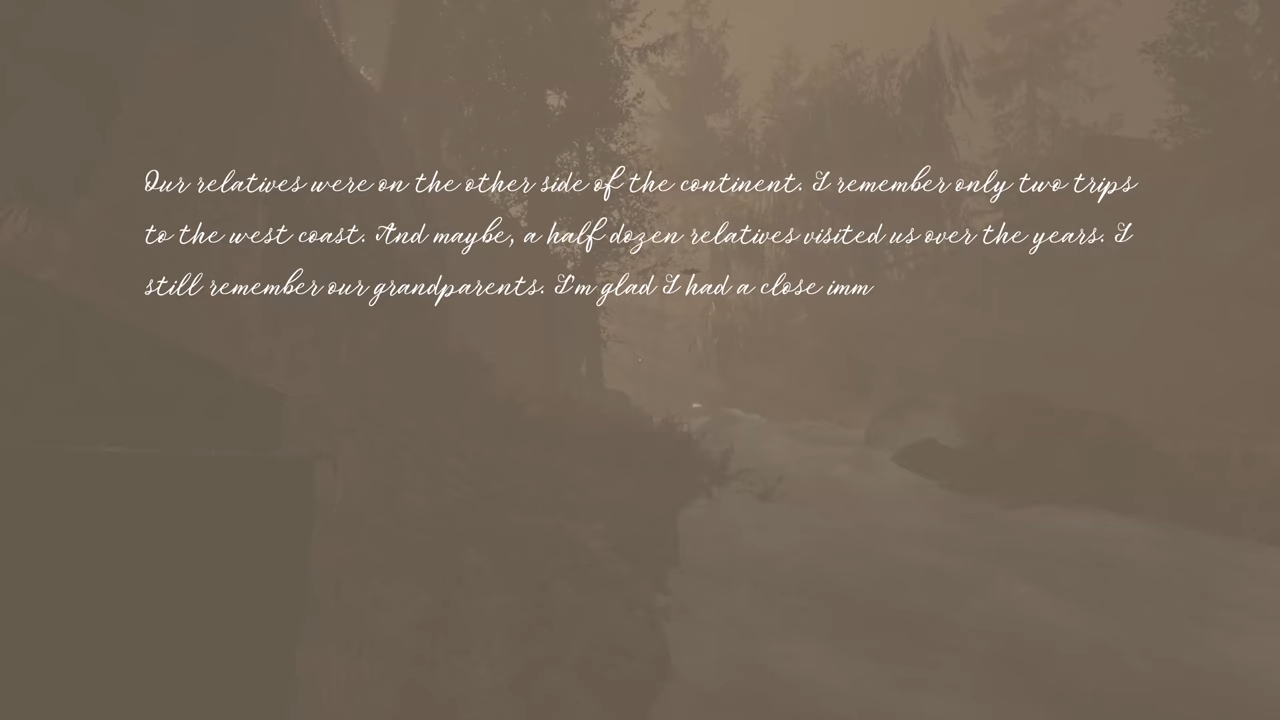 Our relatives were on the other side of the continent. I remember only two trips
to the west coast. And maybe, a half dozen relatives visited us over the years. I
still remember our grandparents. I'm glad I had a close imm